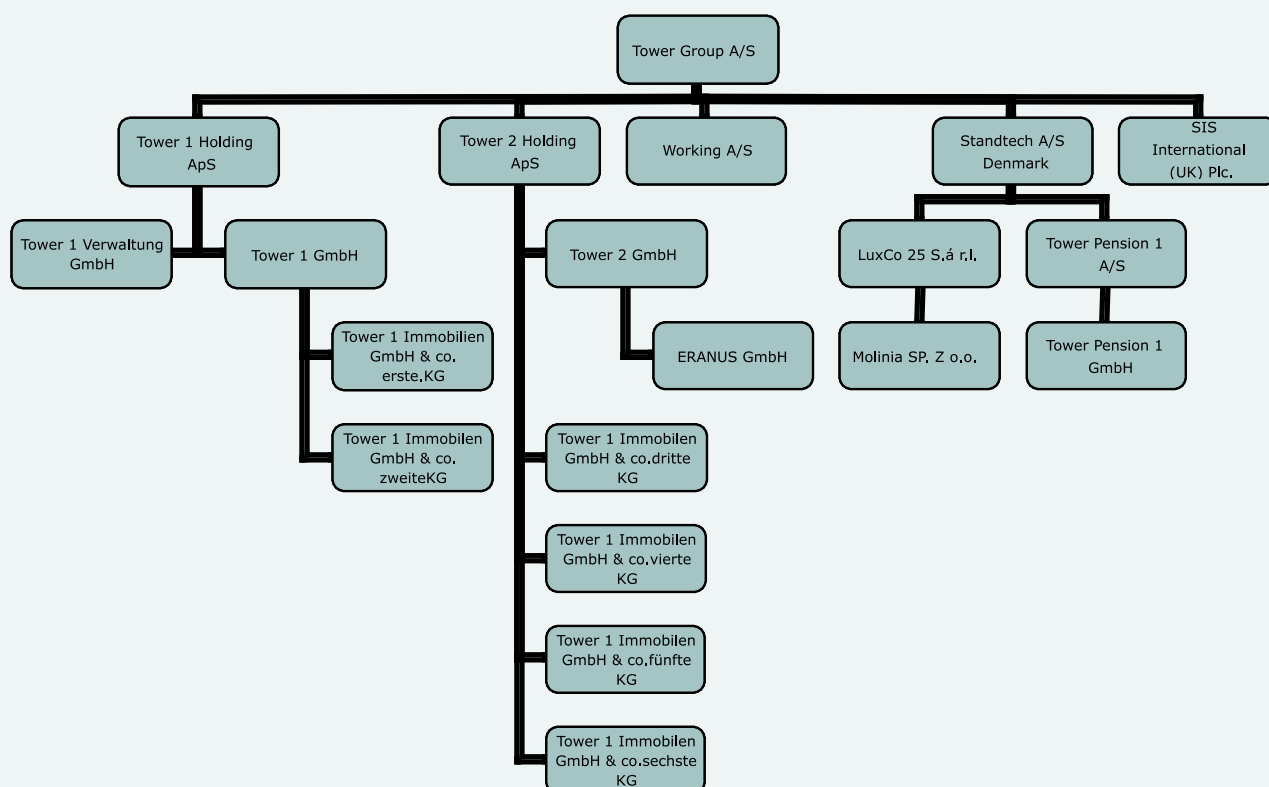 Tower Group A/S
Tower 1 Holding
ApS
Tower 2 Holding
ApS
Working A/S
Standtech A/S
Denmark
SIS
International
(UK) Plc.
Tower 1 Verwaltung
GmbH
Tower 1 GmbH
Tower 2 GmbH
LuxCo 25 S.á r.l.
Tower Pension 1
A/S
Tower 1 Immobilien
GmbH & co.
erste.KG
ERANUS GmbH
Molinia SP. Z o.o.
Tower Pension 1
GmbH
Tower 1 Immobilen
GmbH & co.
zweiteKG
Tower 1 Immobilen
GmbH & co.dritte
KG
Tower 1 Immobilen
GmbH & co.vierte
KG
Tower 1 Immobilen
GmbH & co.fünfte
KG
Tower 1 Immobilen
GmbH & co.sechste
KG